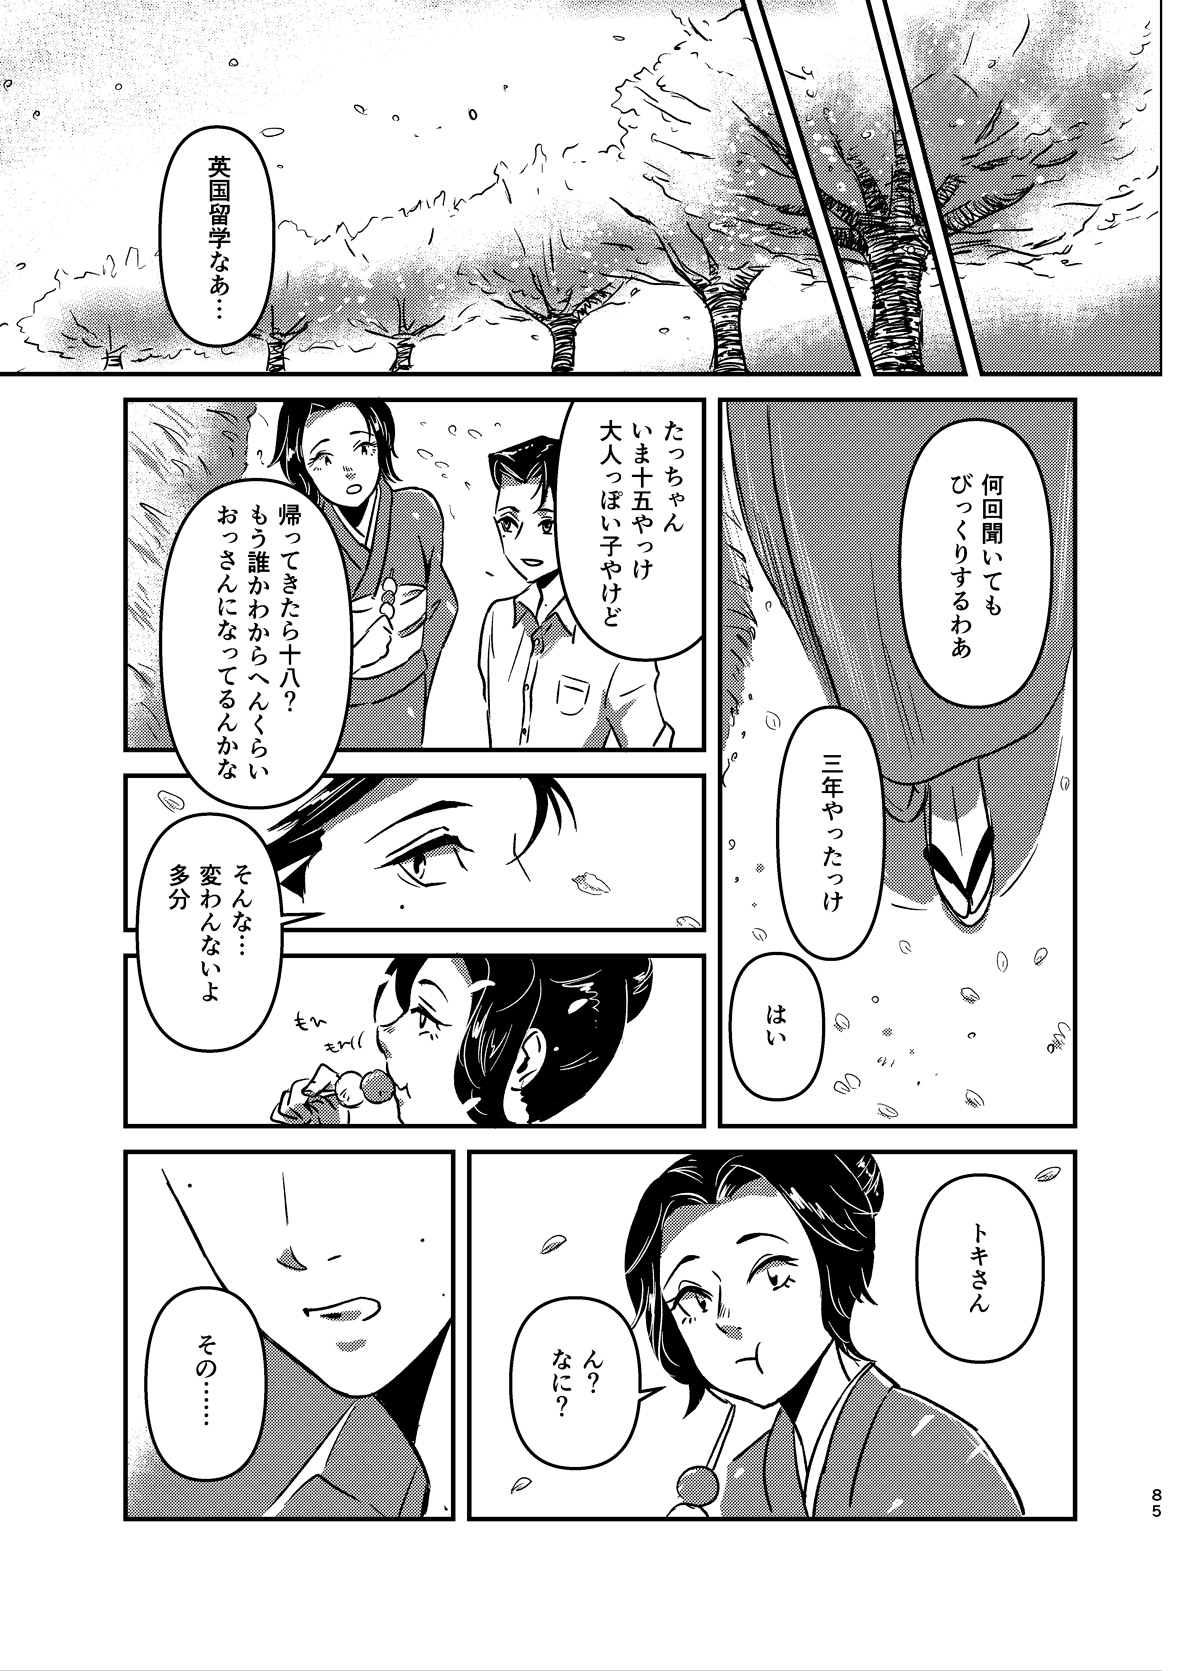 英国留学なあ…
何回聞いても
びっくりするわあ
三年やったっけ
はい
たっちゃん
いま十五やっけ
大人っぽい子やけど
帰ってきたら十八?
もう誰かわからへんくらい
おっさんになってるんかな
そんな…
変わんないよ
多分
もひ
もひ
トキさん
ん?
なに?
その……
85